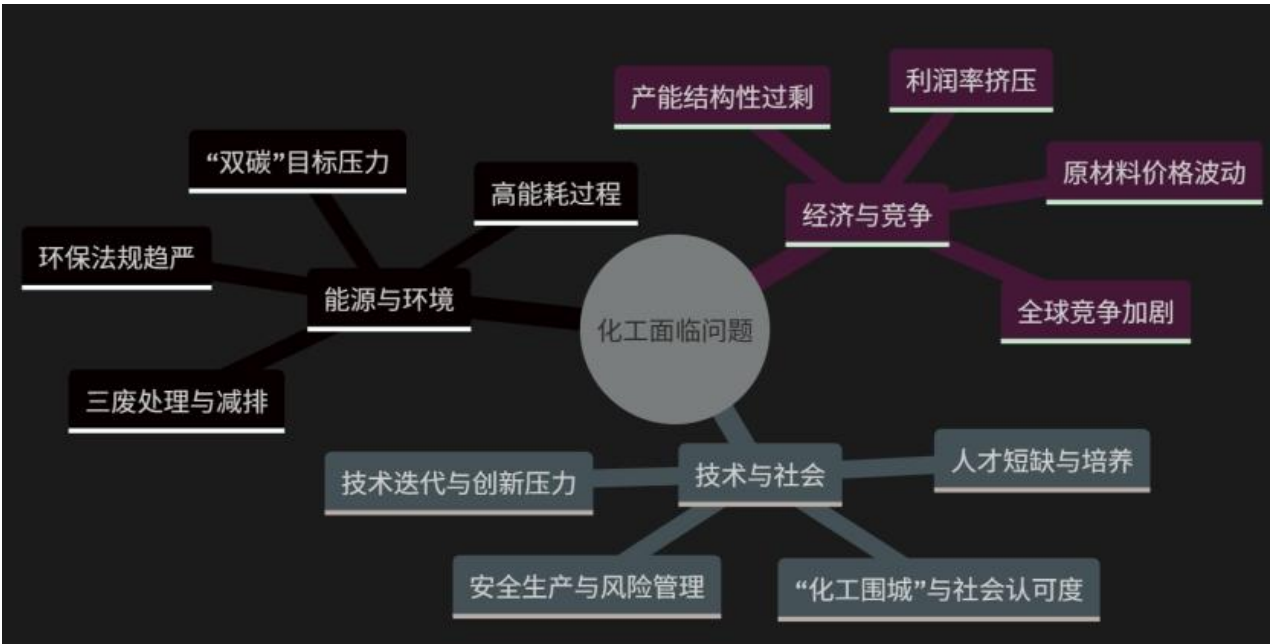 化工面临问题
能源与环境
“双碳”目标压力
高能耗过程
环保法规趋严
三废处理与减排
经济与竞争
产能结构性过剩
利润率挤压
原材料价格波动
全球竞争加剧
技术与社会
技术迭代与创新压力
人才短缺与培养
安全生产与风险管理
“化工围城”与社会认可度